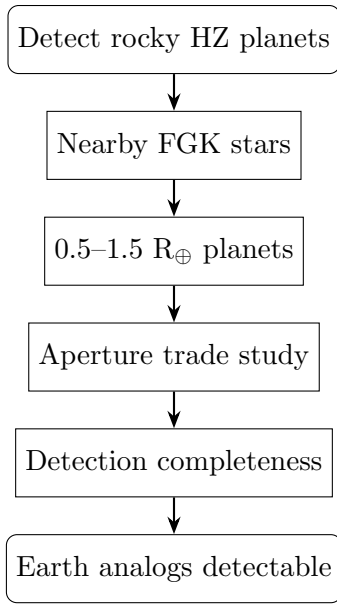 Detect rocky HZ planets
Nearby FGK stars
0.5–1.5 R⊕ planets
Aperture trade study
Detection completeness
Earth analogs detectable